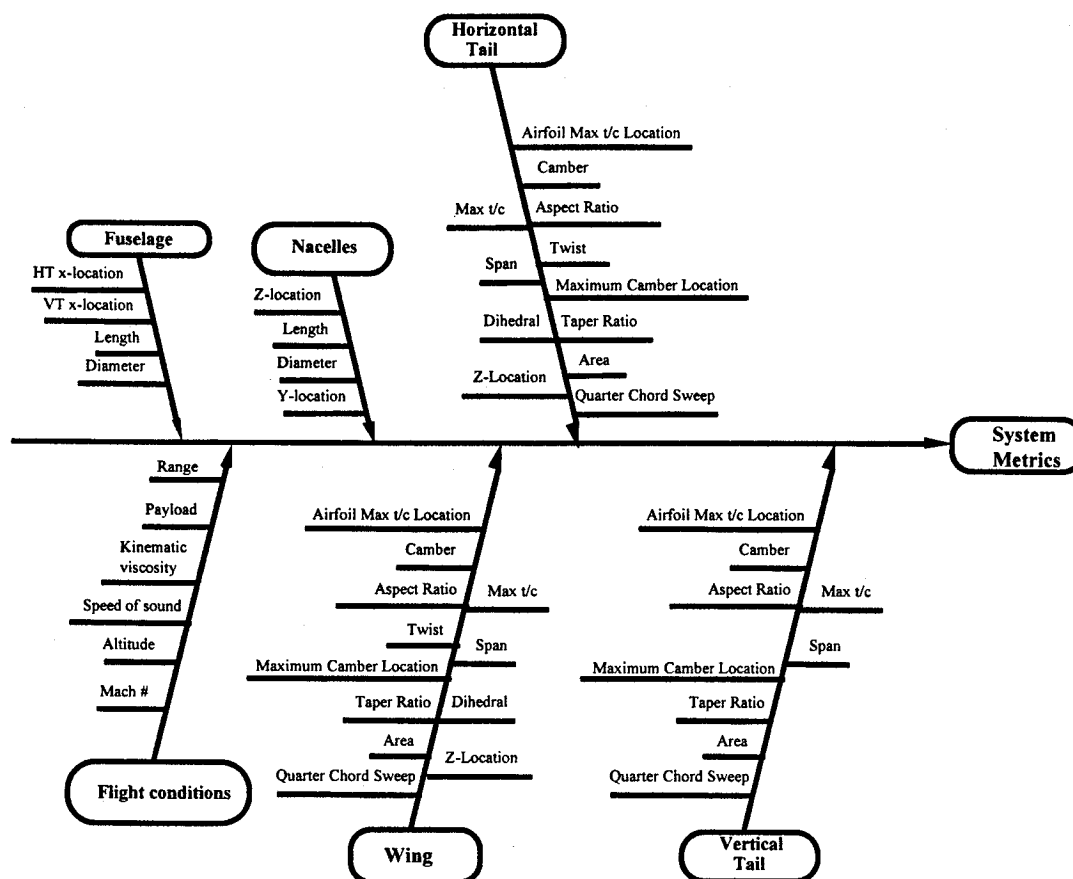 Horizontal
Tail
Airfoil Max t/c Location
Camber
Max t/c
Aspect Ratio
Twist
Span
Maximum Camber Location
Dihedral
Taper Ratio
Area
Z-Location
Quarter Chord Sweep
Fuselage
HT x-location
VT x-location
Length
Diameter
Nacelles
Z-location
Length
Diameter
Y-location
System
Metrics
Range
Payload
Kinematic
viscosity
Speed of sound
Altitude
Mach #
Flight conditions
Airfoil Max t/c Location
Camber
Aspect Ratio
Max t/c
Twist
Span
Maximum Camber Location
Taper Ratio
Dihedral
Area
Z-Location
Quarter Chord Sweep
Wing
Airfoil Max t/c Location
Camber
Aspect Ratio
Max t/c
Span
Maximum Camber Location
Taper Ratio
Area
Quarter Chord Sweep
Vertical
Tail